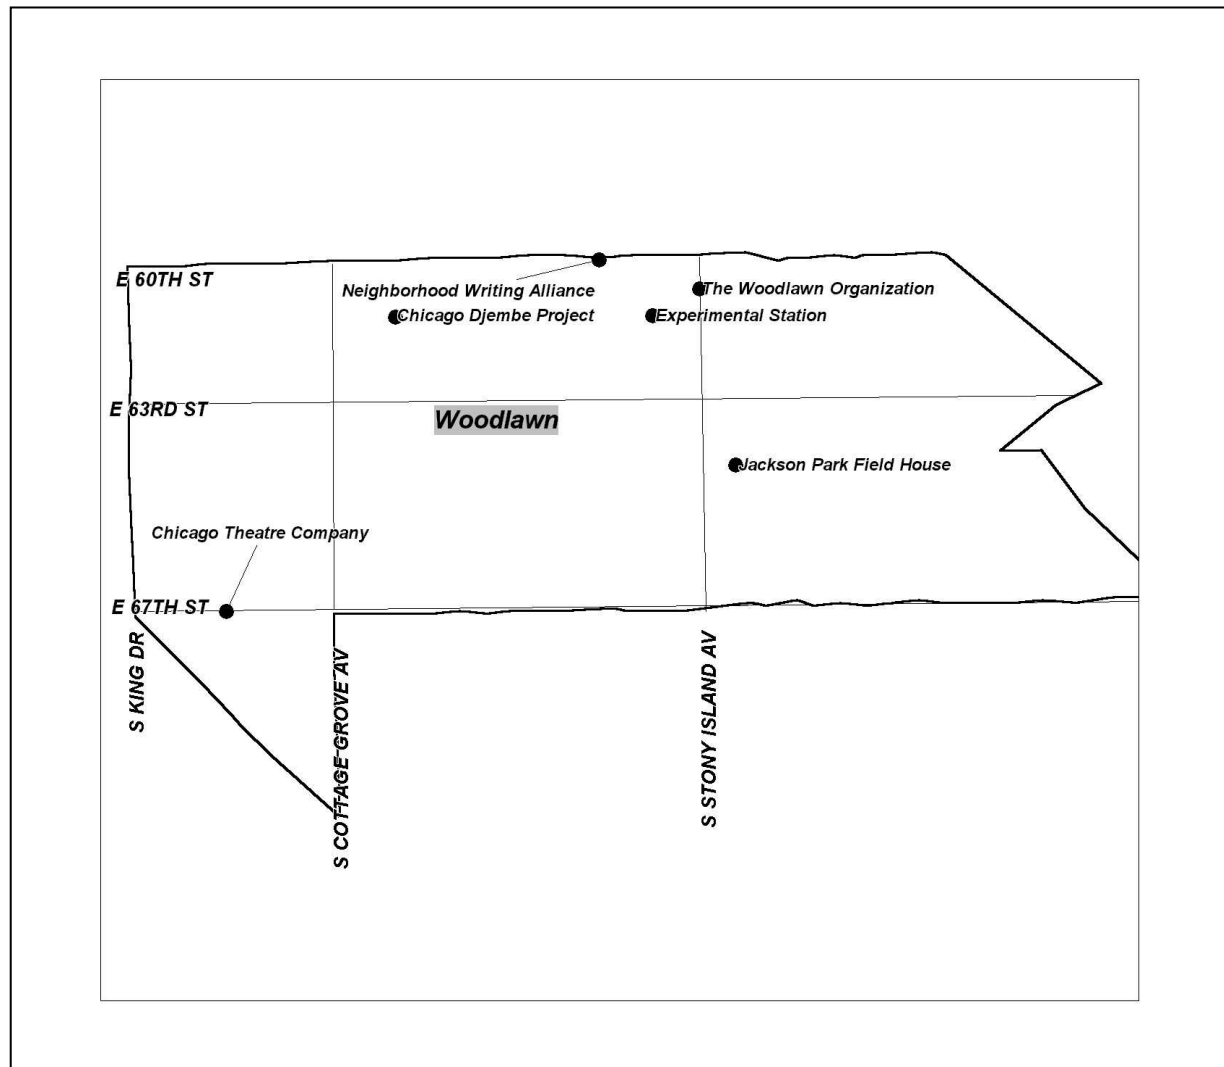 E 60TH ST
Neighborhood Writing Alliance
The Woodlawn Organization
Chicago Djembe Project
Experimental Station
E 63RD ST
Woodlawn
Jackson Park Field House
Chicago Theatre Company
E 67TH ST
S KING DR
S COTTAGE GROVE AV
S STONY ISLAND AV